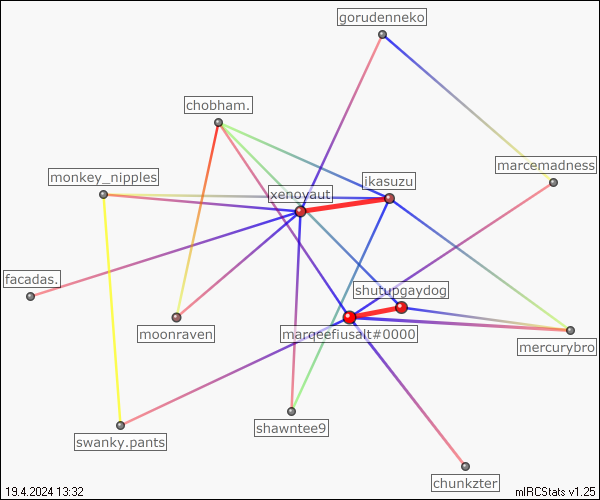 gorudenneko
chobham.
marcemadness
monkey_nipples
ikasuzu
xenoyaut
facadas.
shutupgaydog
moonraven
marqeefiusalt#0000
mercurybro
shawntee9
swanky.pants
chunkzter
19.4.2024 13:32
mIRCStats v1.25